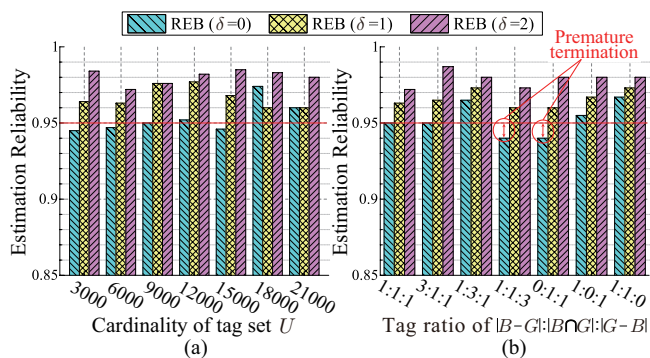 REB (δ=0) REB (δ=1) REB (δ=2)
Estimation Reliability
1
0.95
0.9
0.85
3000 6000 9000 12000 15000 18000 21000
Cardinality of tag set U
(a)
Premature
termination
Estimation Reliability
1
0.95
0.9
0.85
1:1:1 3:1:1 1:3:1 1:1:3 0:1:1 1:0:1 1:1:0
Tag ratio of |B−G|:|B∩G|:|G−B|
(b)